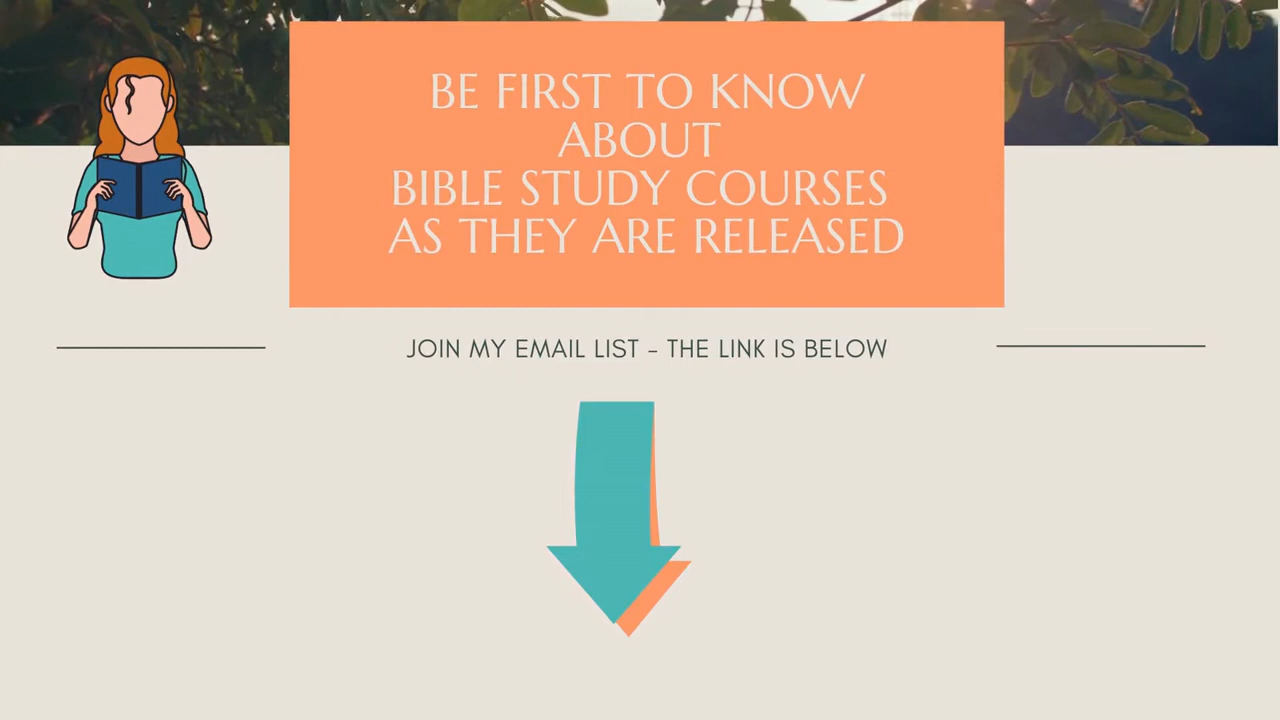 BE FIRST TO KNOW
ABOUT
BIBLE STUDY COURSES
AS THEY ARE RELEASED
JOIN MY EMAIL LIST – THE LINK IS BELOW